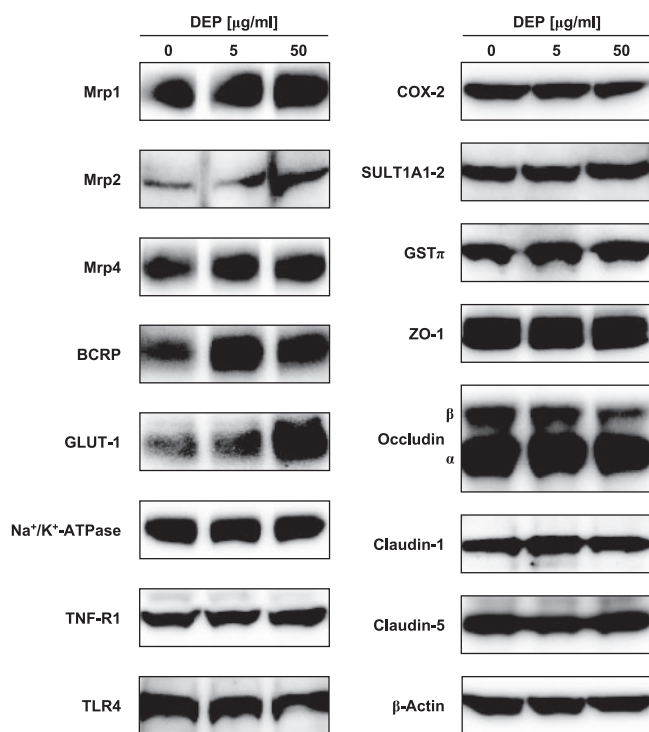 DEP [µg/ml]
0 5 50
Mrp1
Mrp2
Mrp4
BCRP
GLUT-1
Na⁺/K⁺-ATPase
TNF-R1
TLR4
DEP [µg/ml]
0 5 50
COX-2
SULT1A1-2
GSTπ
ZO-1
β
Occludin
α
Claudin-1
Claudin-5
β-Actin